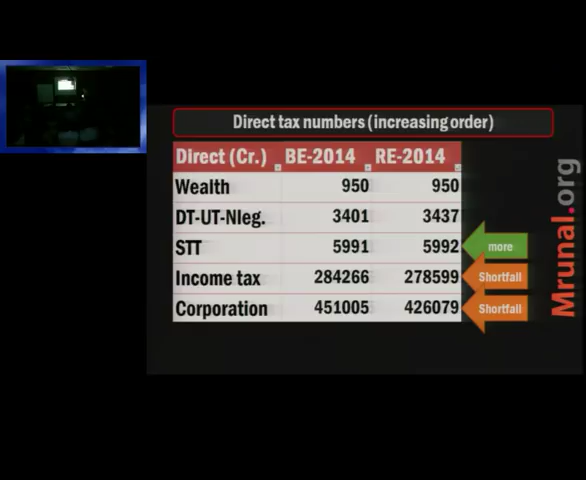 Direct tax numbers (increasing order)
Direct (Cr.) BE-2014 RE-2014
Wealth 950 950
DT-UT-Nleg. 3401 3437
STT 5991 5992 more
Income tax 284266 278599 Shortfall
Corporation 451005 426079 Shortfall
Mrunal.org